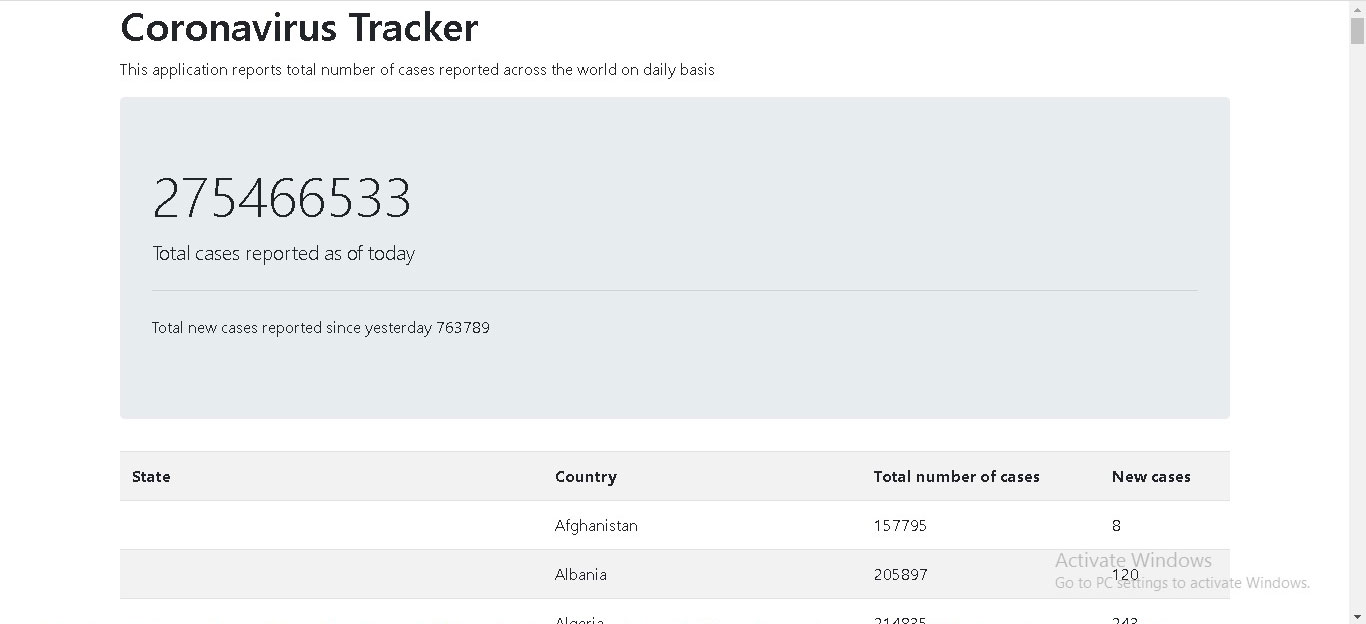 Coronavirus Tracker
This application reports total number of cases reported across the world on daily basis
275466533
Total cases reported as of today
Total new cases reported since yesterday 763789
State Country Total number of cases New cases
Afghanistan 157795 8
Albania 205897 120
Activate Windows
Go to PC settings to activate Windows.
Algeria